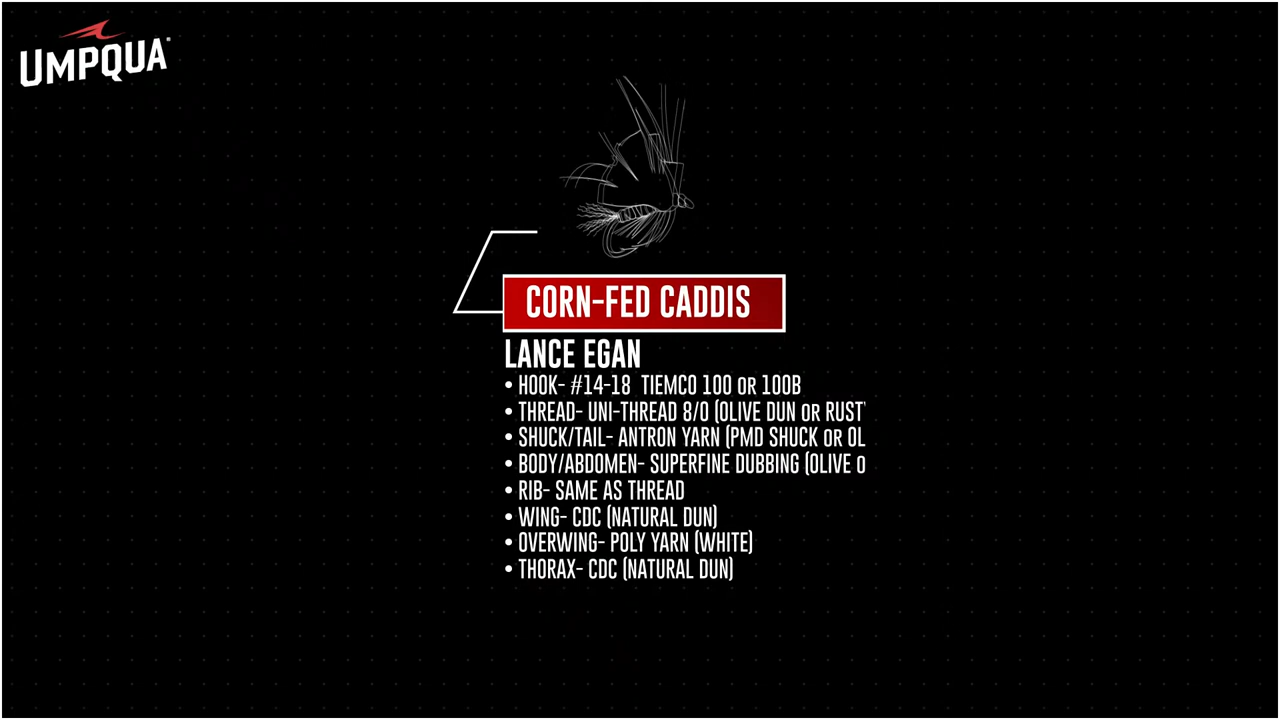 UMPQUA
CORN-FED CADDIS
LANCE EGAN
• HOOK- #14-18 TIEMCO 100 OR 100B
• THREAD- UNI-THREAD 8/0 (OLIVE DUN OR RUST
• SHUCK/TAIL- ANTRON YARN (PMD SHUCK OR OL
• BODY/ABDOMEN- SUPERFINE DUBBING (OLIVE O
• RIB- SAME AS THREAD
• WING- CDC (NATURAL DUN)
• OVERWING- POLY YARN (WHITE)
• THORAX- CDC (NATURAL DUN)